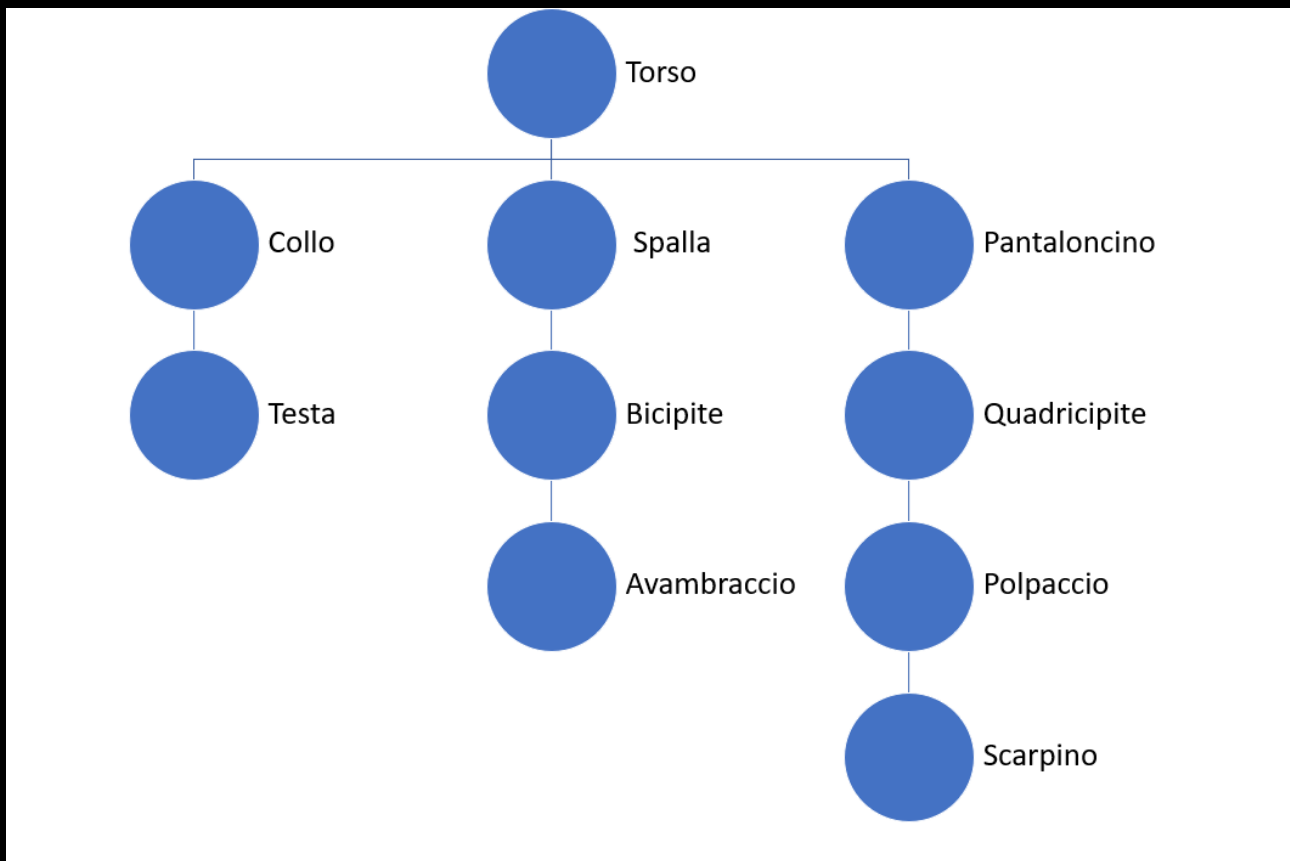 Torso
Collo
Spalla
Pantaloncino
Testa
Bicipite
Quadricipite
Avambraccio
Polpaccio
Scarpino